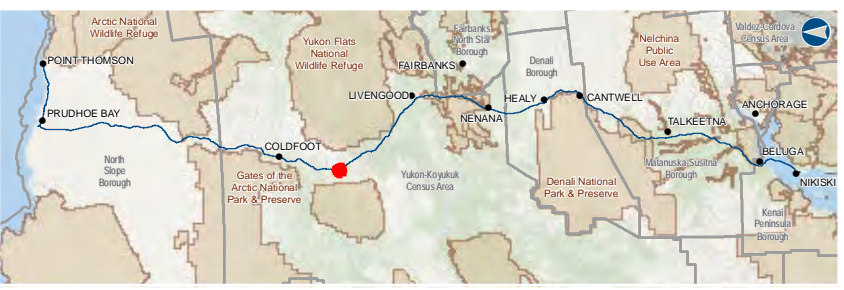 Arctic National
Wildlife Refuge
POINT THOMSON
PRUDHOE BAY
North
Slope
Borough
COLDFOOT
Gates of the
Arctic National
Park & Preserve
Yukon Flats
National
Wildlife Refuge
LIVENGOOD
Fairbanks
North Star
Borough
FAIRBANKS
NENANA
Yukon-Koyukuk
Census Area
Denali
Borough
HEALY
CANTWELL
Denali National
Park & Preserve
Nelchina
Public
Use Area
TALKEETNA
Matanuska-Susitna
Borough
Valdez-Cordova
Census Area
ANCHORAGE
BELUGA
NIKISKI
Kenai
Peninsula
Borough